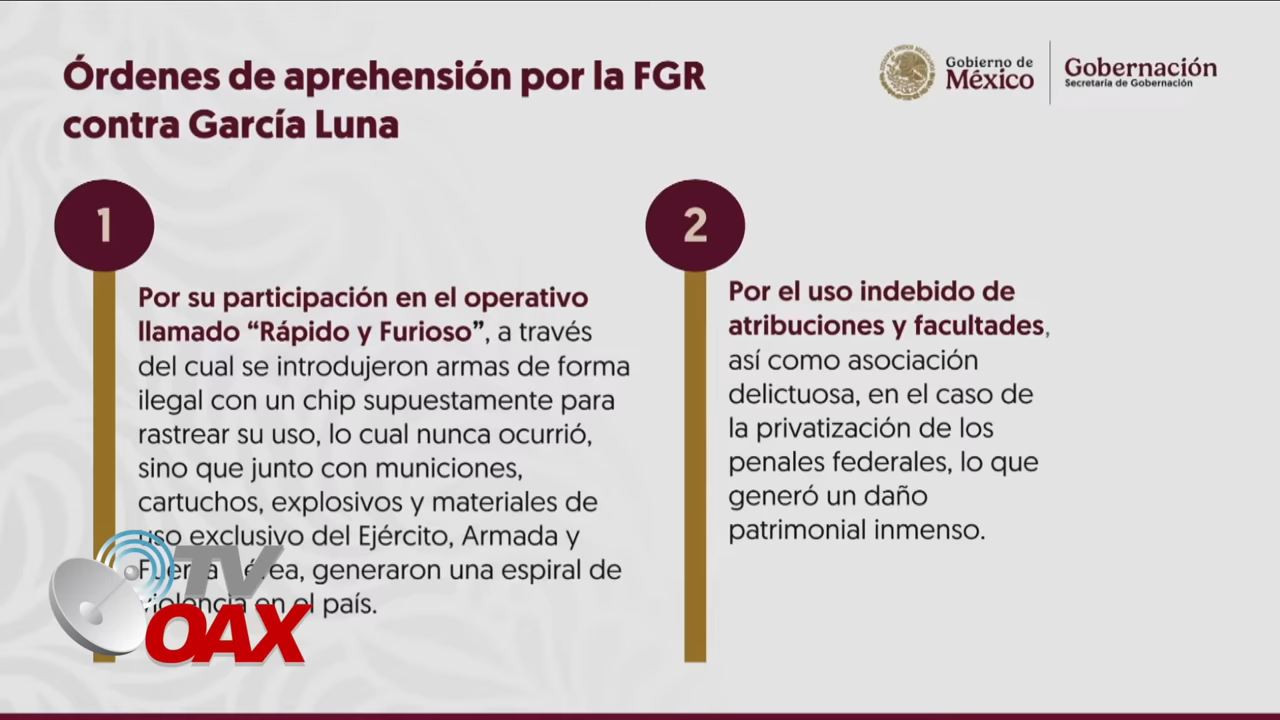 Órdenes de aprehensión por la FGR
contra García Luna
Gobierno de
México
Gobernación
Secretaría de Gobernación
1
Por su participación en el operativo
llamado “Rápido y Furioso”, a través
del cual se introdujeron armas de forma
ilegal con un chip supuestamente para
rastrear su uso, lo cual nunca ocurrió,
sino que junto con municiones,
cartuchos, explosivos y materiales de
uso exclusivo del Ejército, Armada y
Fuerza Aérea, generaron una espiral de
violencia en el país.
2
Por el uso indebido de
atribuciones y facultades,
así como asociación
delictuosa, en el caso de
la privatización de los
penales federales, lo que
generó un daño
patrimonial inmenso.
TV
OAX